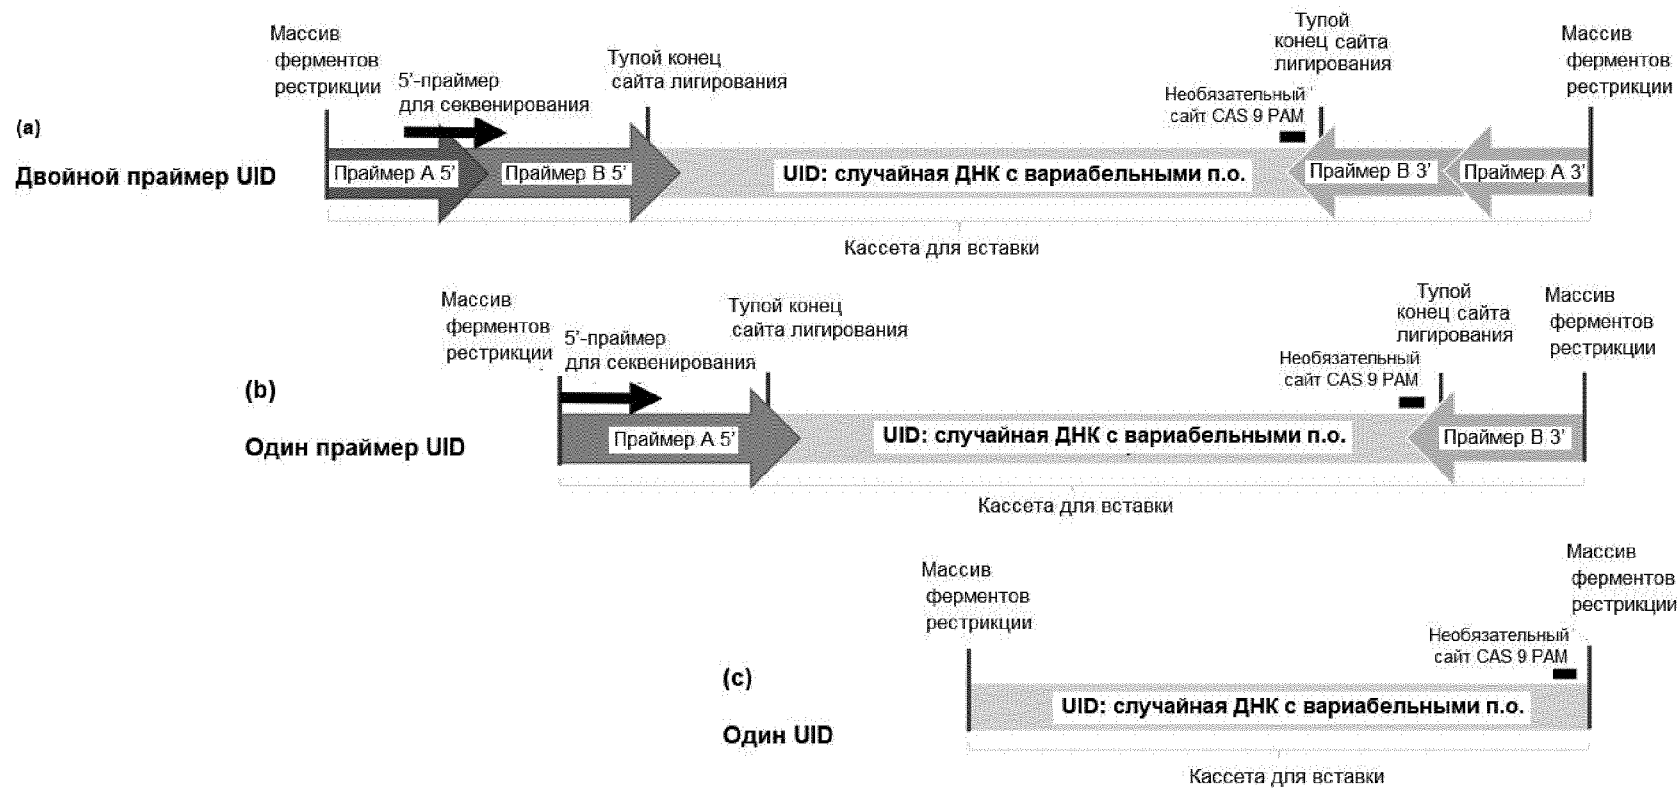 Массив
ферментов
рестрикции
5’-праймер
для секвенирования
Тупой конец
сайта лигирования
Необязательный
сайт CAS 9 PAM
Тупой
конец сайта
лигирования
Массив
ферментов
рестрикции
(a)
Двойной праймер UID
Праймер A 5’
Праймер B 5’
UID: случайная ДНК с вариабельными п.о.
Праймер B 3’
Праймер A 3’
Кассета для вставки
Массив
ферментов
рестрикции
5’-праймер
для секвенирования
Тупой конец
сайта лигирования
Необязательный
сайт CAS 9 PAM
Тупой
конец сайта
лигирования
Массив
ферментов
рестрикции
(b)
Один праймер UID
Праймер A 5’
UID: случайная ДНК с вариабельными п.о.
Праймер B 3’
Кассета для вставки
Массив
ферментов
рестрикции
Необязательный
сайт CAS 9 PAM
Массив
ферментов
рестрикции
(c)
Один UID
UID: случайная ДНК с вариабельными п.о.
Кассета для вставки